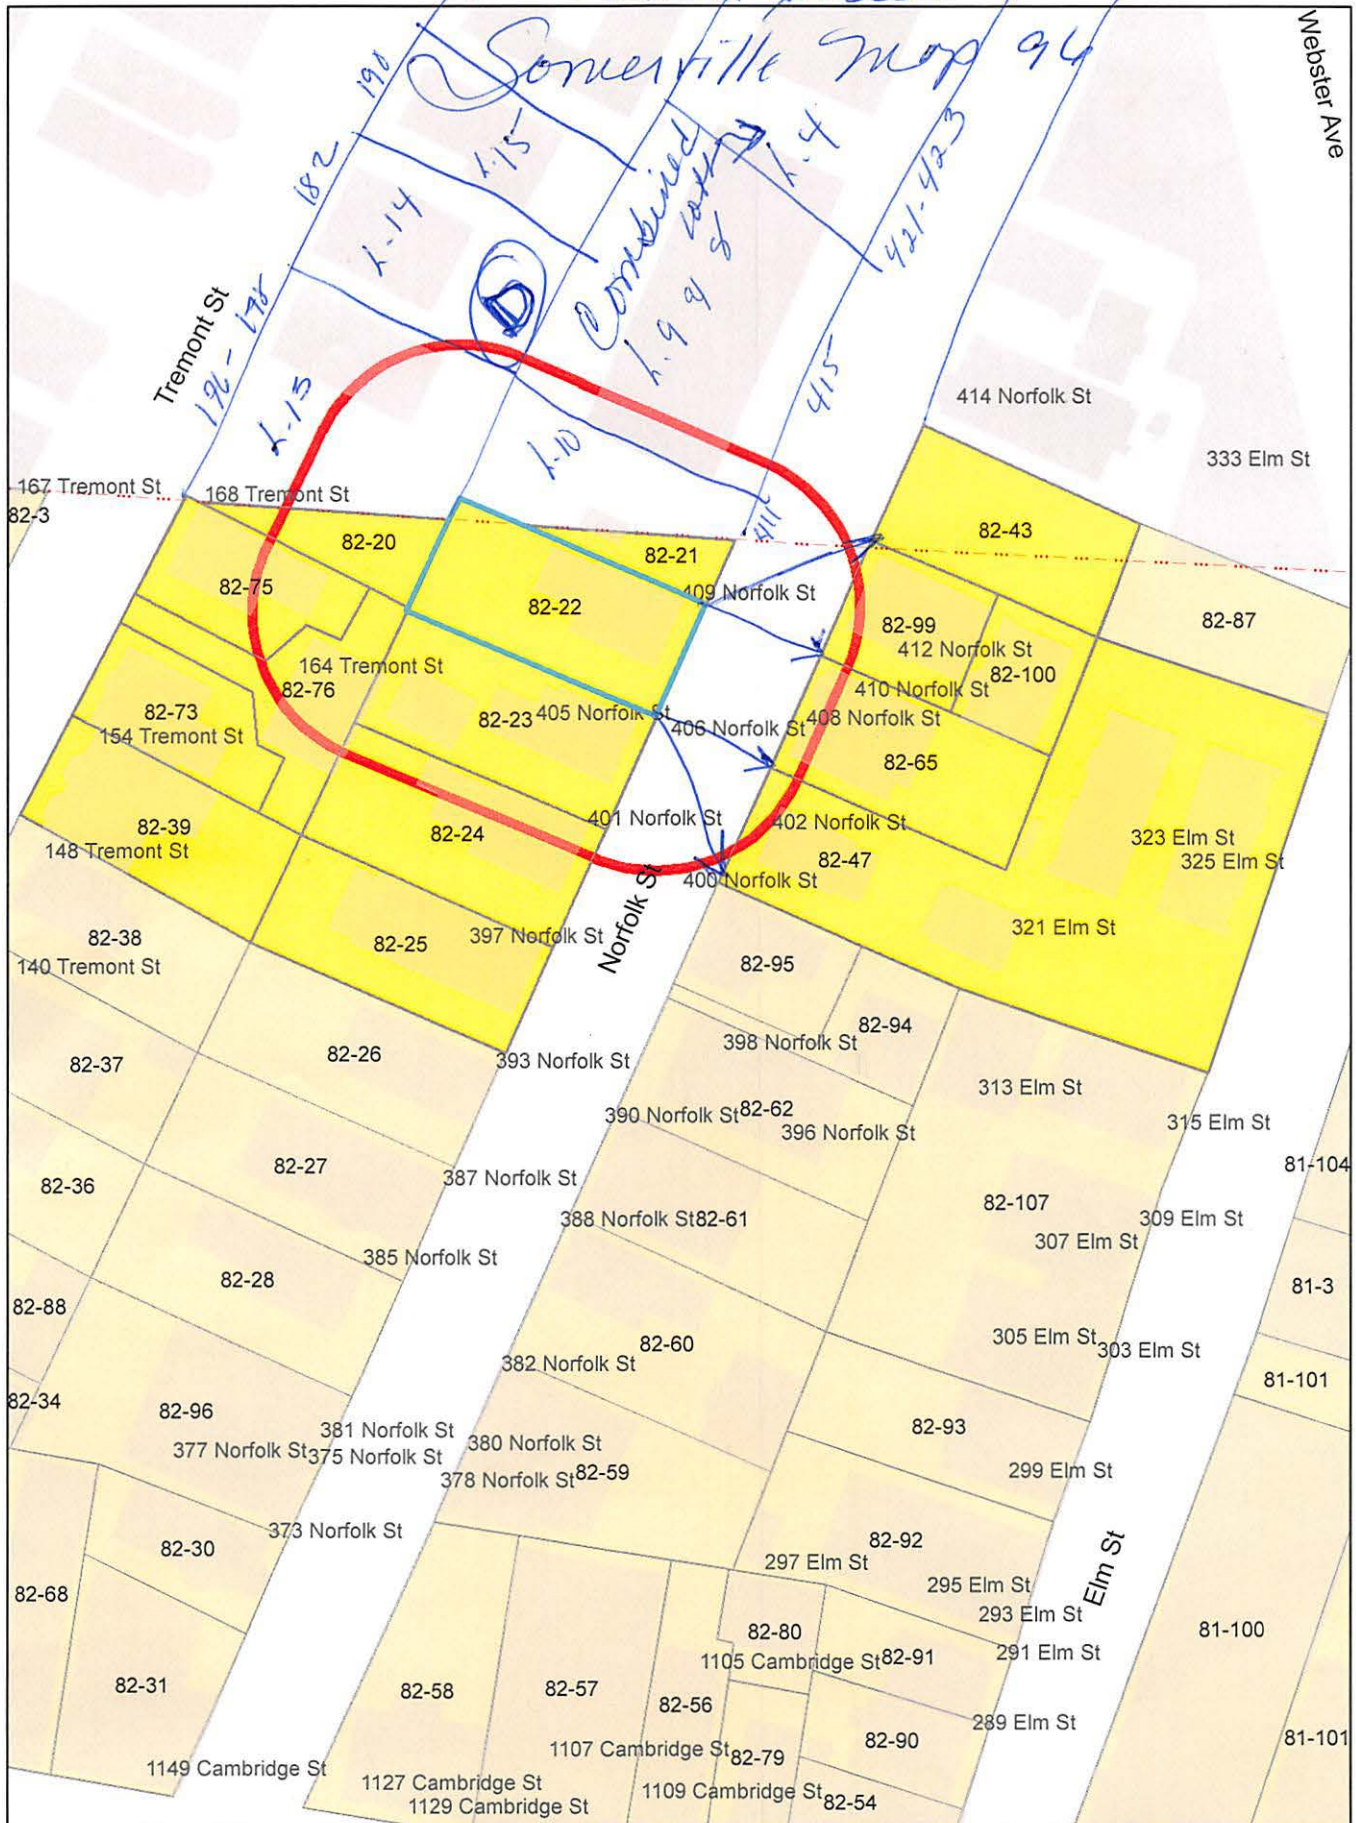 Somerville Map 96
Webster Ave
190
182
L-15
L-14
Combined
Lots
L. 9 & 8
L. 4
421-423
D
Tremont St
L-13
415
L-10
411
414 Norfolk St
333 Elm St
167 Tremont St
168 Tremont St
82-3
82-20
82-21
82-43
82-75
82-22
409 Norfolk St
82-99
82-87
412 Norfolk St
164 Tremont St
82-100
82-76
410 Norfolk St
82-73
82-23
405 Norfolk St
406 Norfolk St
408 Norfolk St
154 Tremont St
82-65
401 Norfolk St
402 Norfolk St
82-39
82-24
323 Elm St
148 Tremont St
82-47
325 Elm St
400 Norfolk St
Norfolk St
321 Elm St
82-38
82-25
397 Norfolk St
140 Tremont St
82-95
82-94
82-26
393 Norfolk St
398 Norfolk St
82-37
313 Elm St
390 Norfolk St
82-62
396 Norfolk St
315 Elm St
82-27
81-104
82-36
387 Norfolk St
82-107
388 Norfolk St
82-61
309 Elm St
307 Elm St
385 Norfolk St
82-28
81-3
82-88
305 Elm St
303 Elm St
82-60
382 Norfolk St
81-101
82-34
82-96
381 Norfolk St
82-93
377 Norfolk St
375 Norfolk St
380 Norfolk St
378 Norfolk St
82-59
299 Elm St
373 Norfolk St
82-30
82-92
297 Elm St
Elm St
82-68
295 Elm St
293 Elm St
82-80
81-100
291 Elm St
1105 Cambridge St
82-91
82-31
82-58
82-57
82-56
289 Elm St
82-90
81-101
1107 Cambridge St
82-79
1149 Cambridge St
1127 Cambridge St
1109 Cambridge St
82-54
1129 Cambridge St